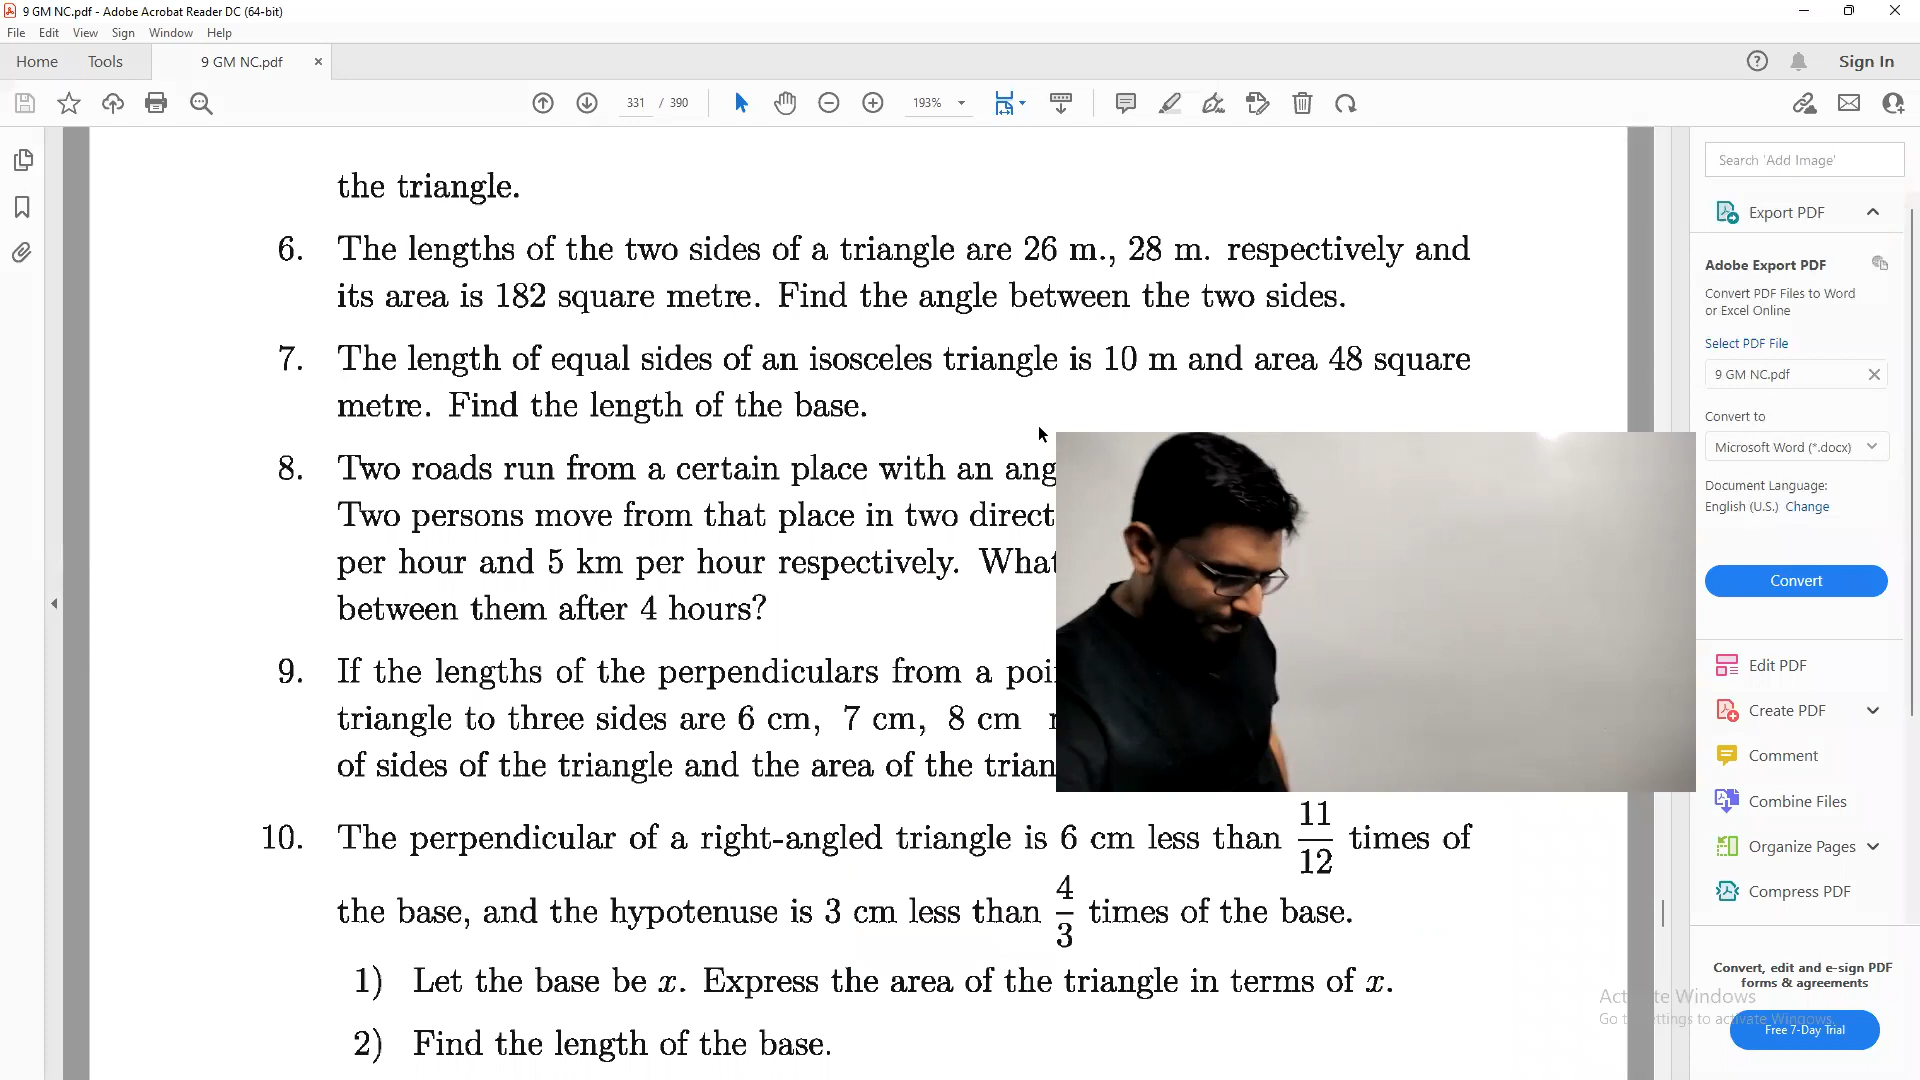 9 GM NC.pdf - Adobe Acrobat Reader DC (64-bit)
File Edit View Sign Window Help
Home Tools 9 GM NC.pdf × Sign In
331 / 390 193%
the triangle.
6. The lengths of the two sides of a triangle are 26 m., 28 m. respectively and
its area is 182 square metre. Find the angle between the two sides.
7. The length of equal sides of an isosceles triangle is 10 m and area 48 square
metre. Find the length of the base.
8. Two roads run from a certain place with an ang
Two persons move from that place in two direct
per hour and 5 km per hour respectively. What
between them after 4 hours?
9. If the lengths of the perpendiculars from a poi
triangle to three sides are 6 cm, 7 cm, 8 cm
of sides of the triangle and the area of the trian
10. The perpendicular of a right-angled triangle is 6 cm less than 11/12 times of
the base, and the hypotenuse is 3 cm less than 4/3 times of the base.
1) Let the base be x. Express the area of the triangle in terms of x.
2) Find the length of the base.
Search 'Add Image'
Export PDF
Adobe Export PDF
Convert PDF Files to Word
or Excel Online
Select PDF File
9 GM NC.pdf
Convert to
Microsoft Word (*.docx)
Document Language:
English (U.S.) Change
Convert
Edit PDF
Create PDF
Comment
Combine Files
Organize Pages
Compress PDF
Convert, edit and e-sign PDF
forms & agreements
Windows
Free 7-Day Trial